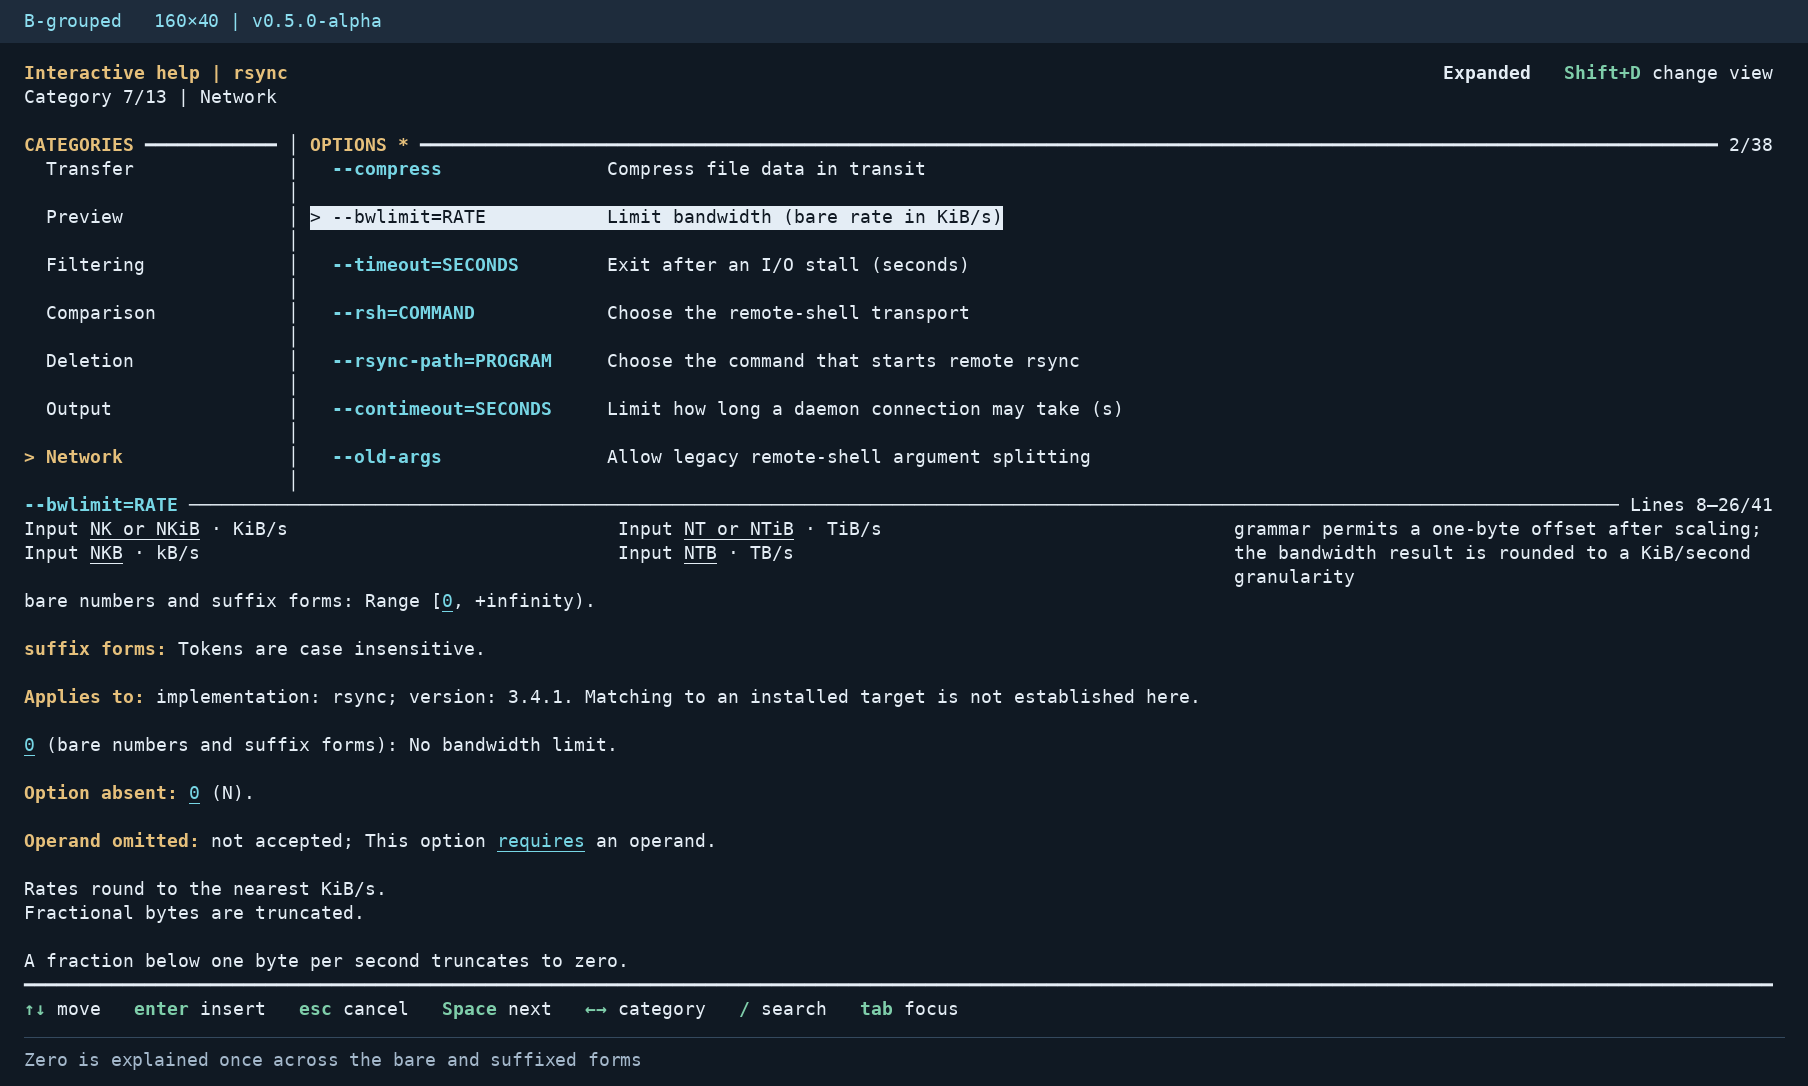 B-grouped   160×40 | v0.5.0-alpha
Interactive help | rsync   Expanded   Shift+D change view
Category 7/13 | Network
CATEGORIES │ OPTIONS * 2/38
Transfer │ --compress   Compress file data in transit
Preview │ > --bwlimit=RATE   Limit bandwidth (bare rate in KiB/s)
Filtering │ --timeout=SECONDS   Exit after an I/O stall (seconds)
Comparison │ --rsh=COMMAND   Choose the remote-shell transport
Deletion │ --rsync-path=PROGRAM   Choose the command that starts remote rsync
Output │ --contimeout=SECONDS   Limit how long a daemon connection may take (s)
> Network │ --old-args   Allow legacy remote-shell argument splitting
--bwlimit=RATE   Lines 8–26/41
Input NK or NKiB · KiB/s   Input NT or NTiB · TiB/s   grammar permits a one-byte offset after scaling;
Input NKB · kB/s   Input NTB · TB/s   the bandwidth result is rounded to a KiB/second
granularity
bare numbers and suffix forms: Range [0, +infinity).
suffix forms: Tokens are case insensitive.
Applies to: implementation: rsync; version: 3.4.1. Matching to an installed target is not established here.
0 (bare numbers and suffix forms): No bandwidth limit.
Option absent: 0 (N).
Operand omitted: not accepted; This option requires an operand.
Rates round to the nearest KiB/s.
Fractional bytes are truncated.
A fraction below one byte per second truncates to zero.
↑↓ move   enter insert   esc cancel   Space next   ←→ category   / search   tab focus
Zero is explained once across the bare and suffixed forms